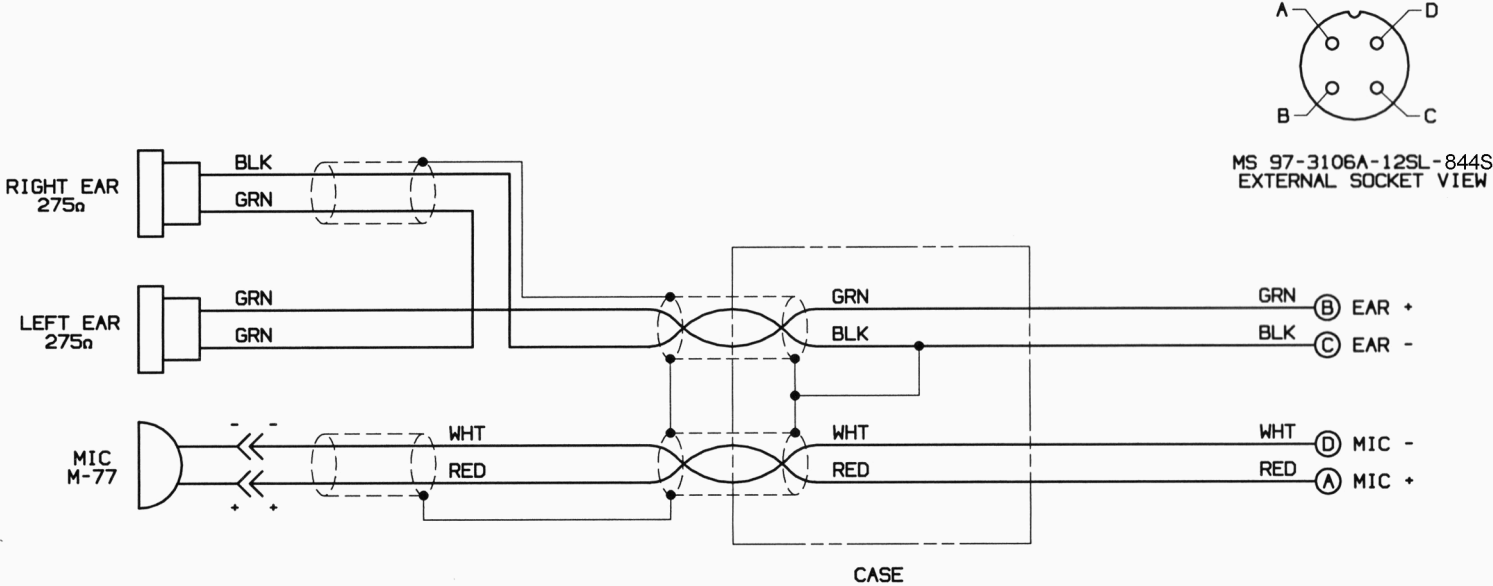 A
D
B
C
MS 97-3106A-12SL-844S
EXTERNAL SOCKET VIEW
RIGHT EAR
275Ω
BLK
GRN
LEFT EAR
275Ω
GRN
GRN
GRN
BLK
GRN
B EAR +
BLK
C EAR -
MIC
M-77
- -
+ +
WHT
RED
WHT
RED
WHT
D MIC -
RED
A MIC +
CASE